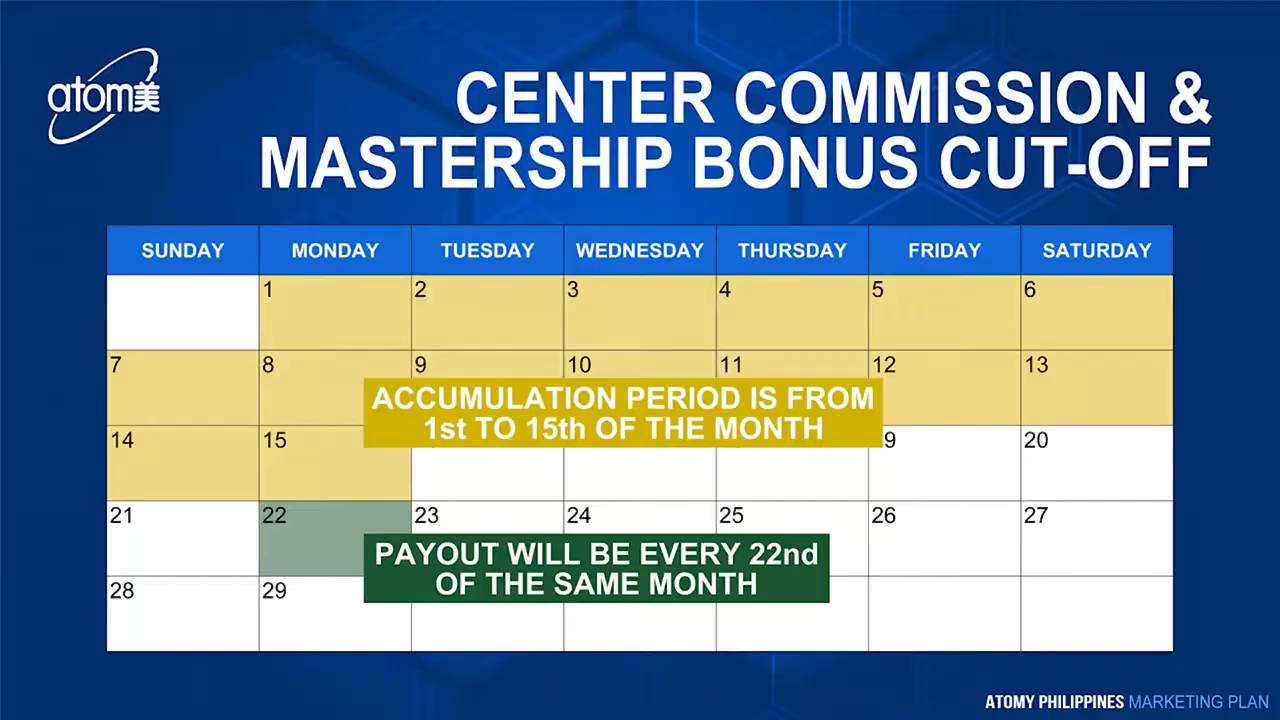 atom美
CENTER COMMISSION &
MASTERSHIP BONUS CUT-OFF
SUNDAY MONDAY TUESDAY WEDNESDAY THURSDAY FRIDAY SATURDAY
1 2 3 4 5 6
7 8 9 10 11 12 13
ACCUMULATION PERIOD IS FROM
1st TO 15th OF THE MONTH
14 15 9 20
21 22 23 24 25 26 27
PAYOUT WILL BE EVERY 22nd
OF THE SAME MONTH
28 29
ATOMY PHILIPPINES MARKETING PLAN